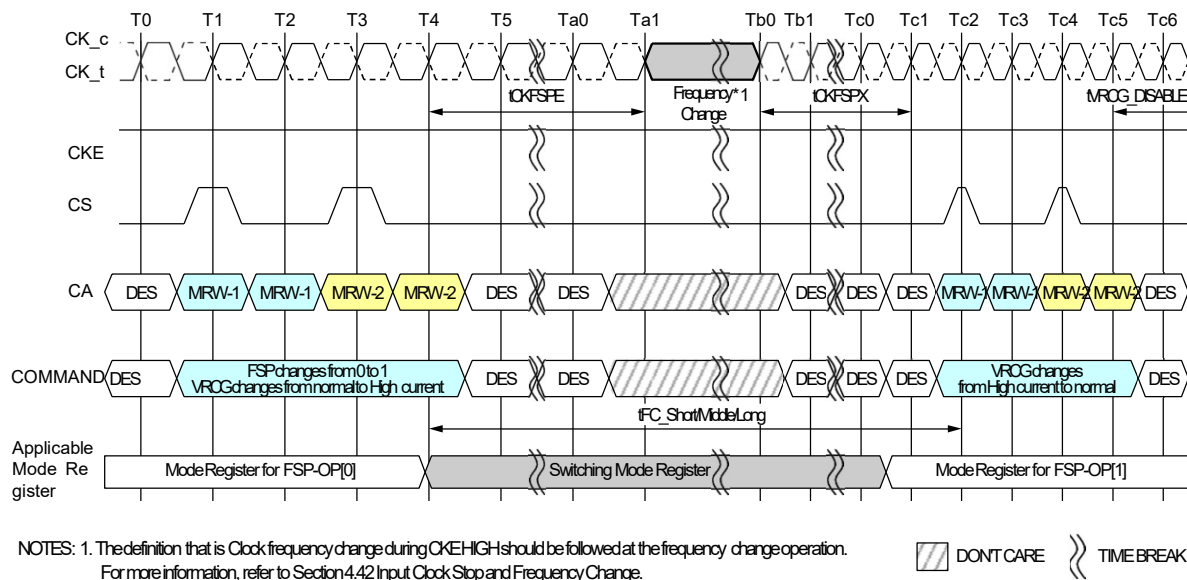 T0 T1 T2 T3 T4 T5 Ta0 Ta1 Tb0 Tb1 Tc0 Tc1 Tc2 Tc3 Tc4 Tc5 Tc6
CK_c
CK_t
tCKFSPE
Frequency*1
Change
tCKFSPX
tVRCG_DISABLE
CKE
CS
CA
DES MRW-1 MRW-1 MRW-2 MRW-2 DES DES DES DES DES MRW-1 MRW-1 MRW-2 MRW-2 DES
COMMAND
DES
FSP changes from 0 to 1
VRCG changes from normal to High current
DES DES DES DES DES
VRCG changes
from High current to normal
DES
tFC_Short/Middle/Long
Applicable
Mode Re
gister
Mode Register for FSP-OP[0]
Switching Mode Register
Mode Register for FSP-OP[1]
NOTES: 1. The definition that is Clock frequency change during CKE HIGH should be followed at the frequency change operation.
For more information, refer to Section 4.42 Input Clock Stop and Frequency Change.
DON'T CARE
TIME BREAK